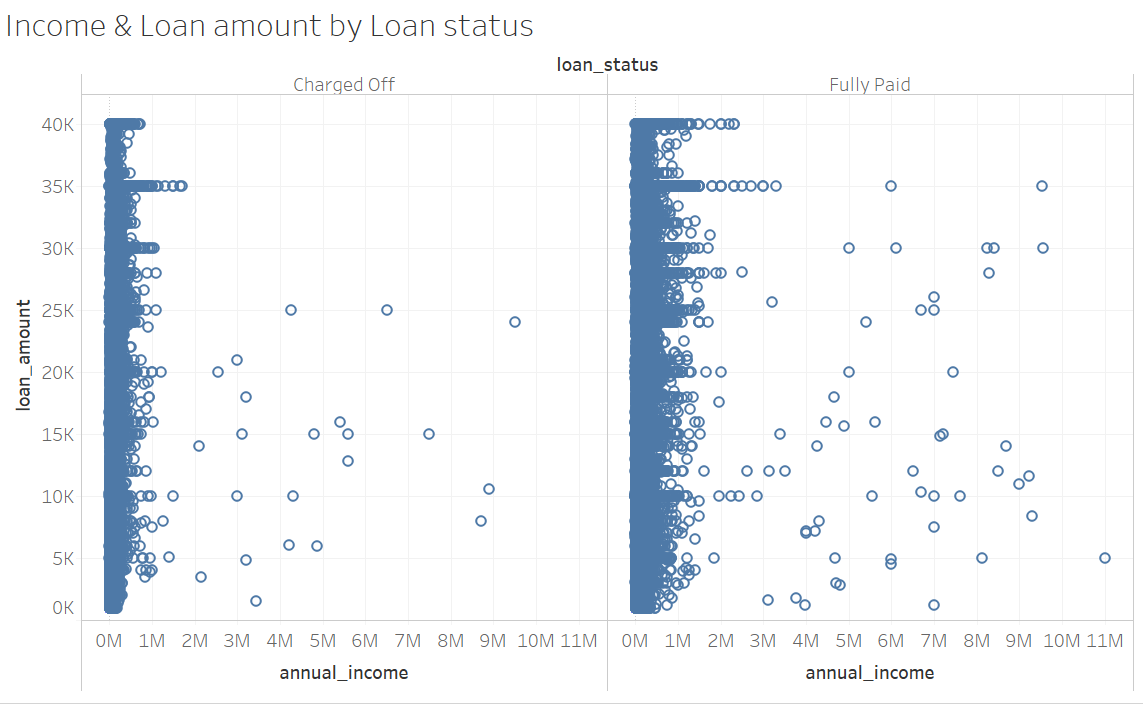 Income & Loan amount by Loan status
loan_status
Charged Off
Fully Paid
loan_amount
40K
35K
30K
25K
20K
15K
10K
5K
0K
0M 1M 2M 3M 4M 5M 6M 7M 8M 9M 10M 11M
0M 1M 2M 3M 4M 5M 6M 7M 8M 9M 10M 11M
annual_income
annual_income